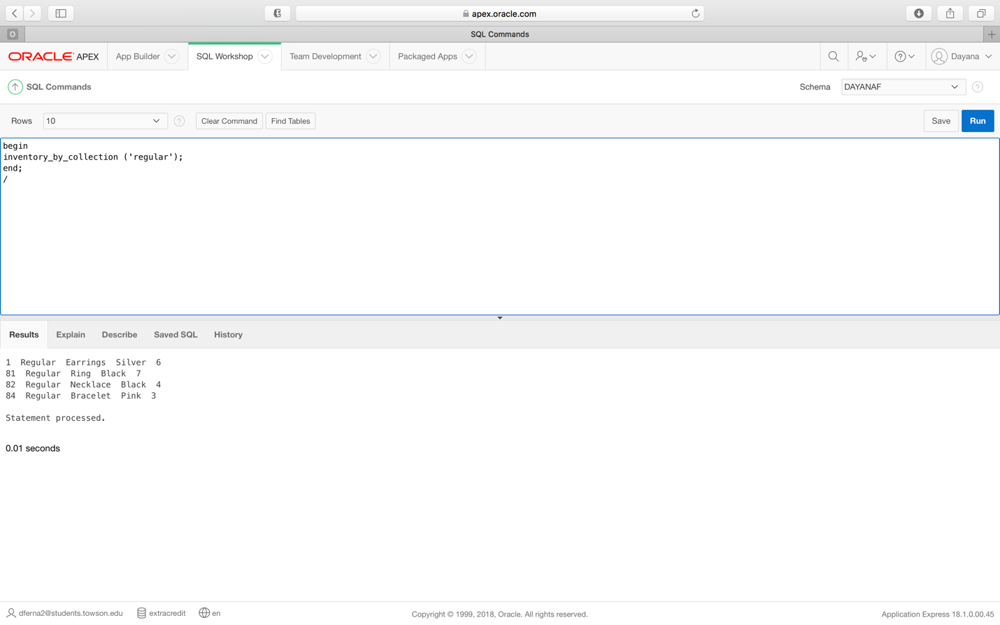 apex.oracle.com
O
SQL Commands
ORACLE APEX App Builder SQL Workshop Team Development Packaged Apps ? Dayana
SQL Commands Schema DAYANAF ?
Rows 10 ? Clear Command Find Tables Save Run
begin
inventory_by_collection ('regular');
end;
/
Results Explain Describe Saved SQL History
1  Regular  Earrings  Silver  6
81  Regular  Ring  Black  7
82  Regular  Necklace  Black  4
84  Regular  Bracelet  Pink  3
Statement processed.
0.01 seconds
dferna2@students.towson.edu extracredit en Copyright © 1999, 2018, Oracle. All rights reserved. Application Express 18.1.0.00.45